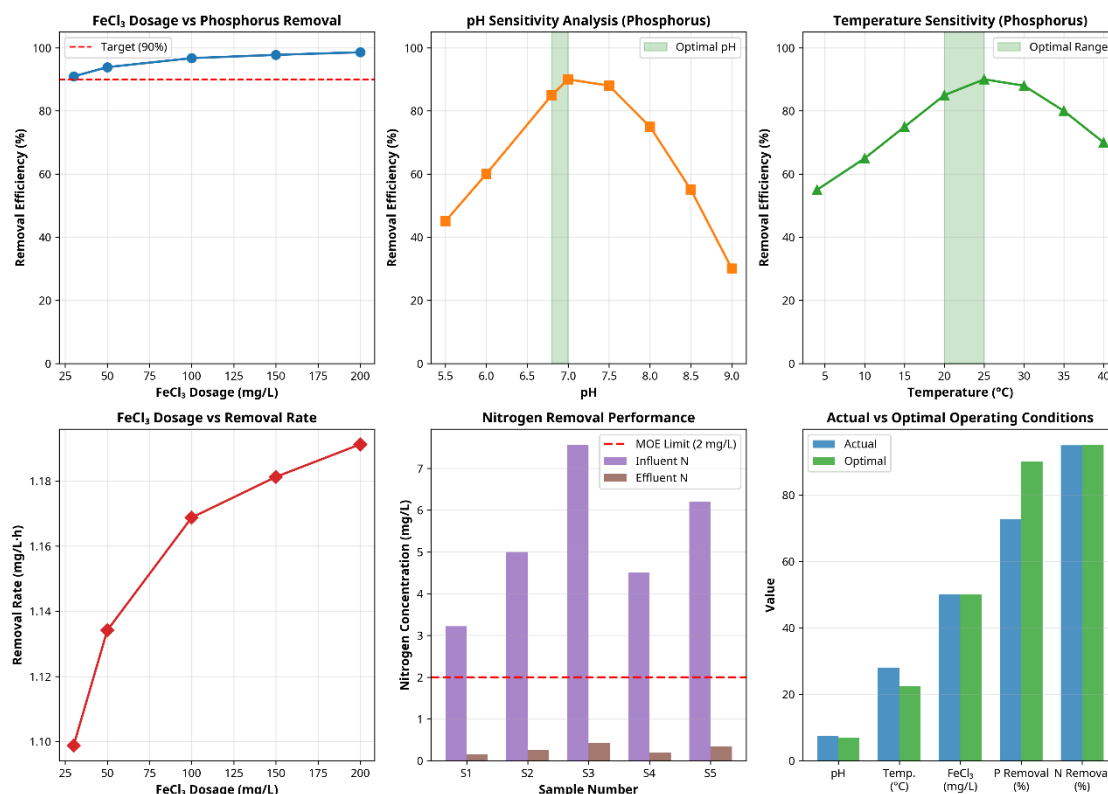 FeCl₃ Dosage vs Phosphorus Removal
Target (90%)
Removal Efficiency (%)
100
80
60
40
20
0
25 50 75 100 125 150 175 200
FeCl₃ Dosage (mg/L)
pH Sensitivity Analysis (Phosphorus)
Optimal pH
Removal Efficiency (%)
100
80
60
40
20
0
5.5 6.0 6.5 7.0 7.5 8.0 8.5 9.0
pH
Temperature Sensitivity (Phosphorus)
Optimal Range
Removal Efficiency (%)
100
80
60
40
20
0
5 10 15 20 25 30 35 40
Temperature (°C)
FeCl₃ Dosage vs Removal Rate
Removal Rate (mg/L·h)
1.18
1.16
1.14
1.12
1.10
25 50 75 100 125 150 175 200
FeCl₃ Dosage (mg/L)
Nitrogen Removal Performance
MOE Limit (2 mg/L)
Influent N
Effluent N
Nitrogen Concentration (mg/L)
7
6
5
4
3
2
1
0
S1 S2 S3 S4 S5
Sample Number
Actual vs Optimal Operating Conditions
Actual
Optimal
Value
80
60
40
20
0
pH Temp. FeCl₃ P Removal N Removal
(°C) (mg/L) (%) (%)